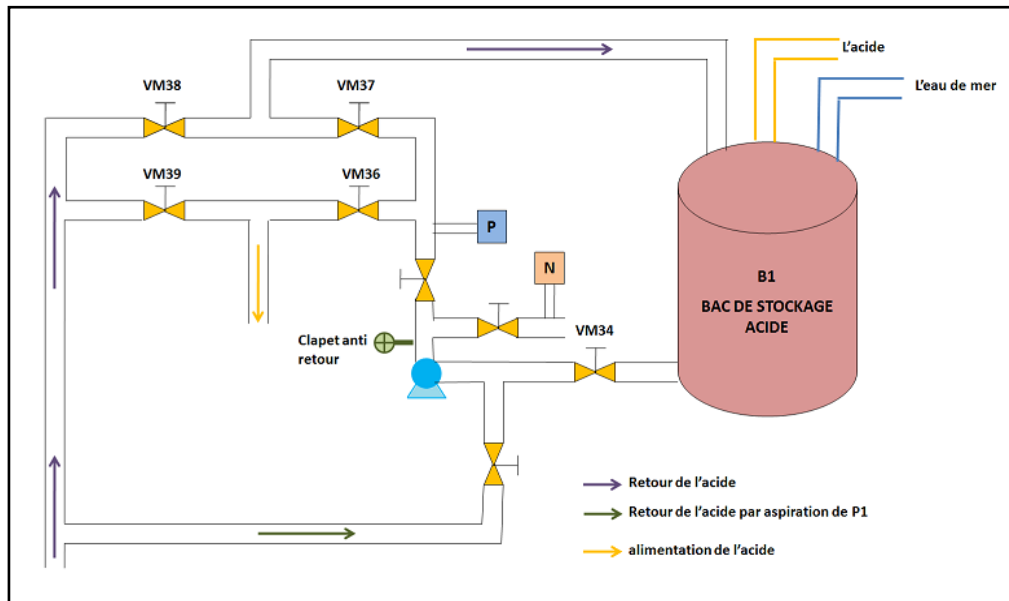 L'acide
L'eau de mer
VM38
VM37
VM39
VM36
P
N
B1
BAC DE STOCKAGE
ACIDE
Clapet anti
retour
VM34
Retour de l'acide
Retour de l'acide par aspiration de P1
alimentation de l'acide